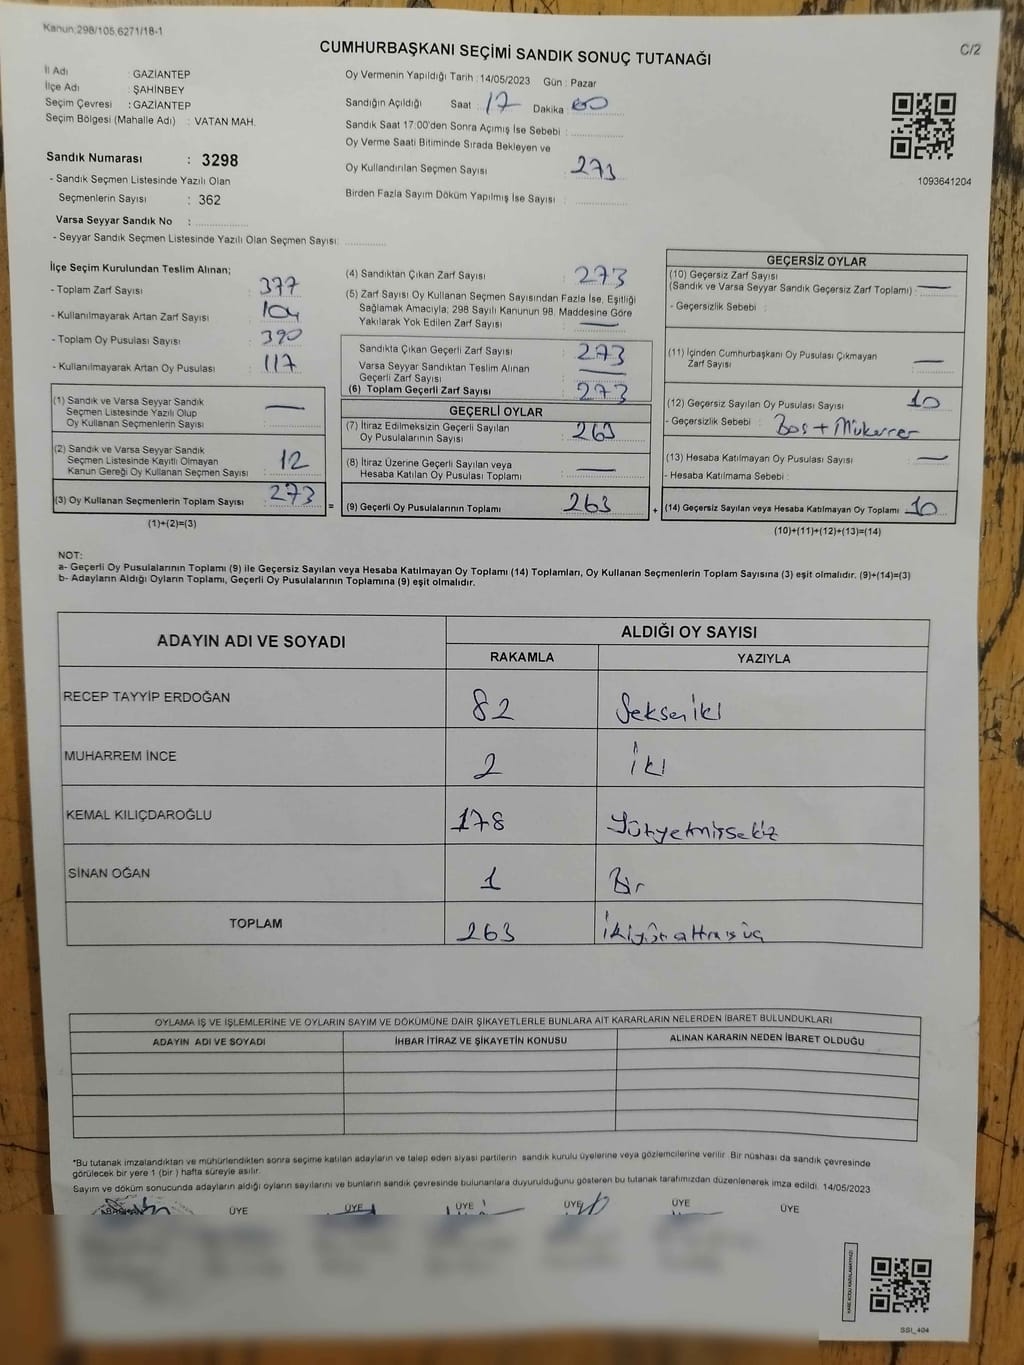 Kanun:298/105,6271/18-1
C/2
CUMHURBAŞKANI SEÇİMİ SANDIK SONUÇ TUTANAĞI
İl Adı : GAZİANTEP
İlçe Adı : ŞAHİNBEY
Seçim Çevresi : GAZİANTEP
Seçim Bölgesi (Mahalle Adı) : VATAN MAH.
Sandık Numarası : 3298
- Sandık Seçmen Listesinde Yazılı Olan
Seçmenlerin Sayısı : 362
Varsa Seyyar Sandık No :
- Seyyar Sandık Seçmen Listesinde Yazılı Olan Seçmen Sayısı:
Oy Vermenin Yapıldığı Tarih : 14/05/2023 Gün : Pazar
Sandığın Açıldığı Saat : 17 Dakika : 00
Sandık Saat 17:00'den Sonra Açımış İse Sebebi :
Oy Verme Saati Bitiminde Sırada Bekleyen ve
Oy Kullandırılan Seçmen Sayısı : 273
Birden Fazla Sayım Döküm Yapılmış İse Sayısı :
1093641204
İlçe Seçim Kurulundan Teslim Alınan;
- Toplam Zarf Sayısı : 377
- Kullanılmayarak Artan Zarf Sayısı : 104
- Toplam Oy Pusulası Sayısı : 390
- Kullanılmayarak Artan Oy Pusulası : 117
(1) Sandık ve Varsa Seyyar Sandık
Seçmen Listesinde Yazılı Olup
Oy Kullanan Seçmenlerin Sayısı : —
(2) Sandık ve Varsa Seyyar Sandık
Seçmen Listesinde Kayıtlı Olmayan
Kanun Gereği Oy Kullanan Seçmen Sayısı : 12
(3) Oy Kullanan Seçmenlerin Toplam Sayısı : 273 =
(1)+(2)=(3)
(4) Sandıktan Çıkan Zarf Sayısı : 273
(5) Zarf Sayısı Oy Kullanan Seçmen Sayısından Fazla İse, Eşitliği
Sağlamak Amacıyla, 298 Sayılı Kanunun 98. Maddesine Göre
Yakılarak Yok Edilen Zarf Sayısı : —
Sandıkta Çıkan Geçerli Zarf Sayısı : 273
Varsa Seyyar Sandıktan Teslim Alınan
Geçerli Zarf Sayısı : —
(6) Toplam Geçerli Zarf Sayısı : 273
GEÇERLİ OYLAR
(7) İtiraz Edilmeksizin Geçerli Sayılan
Oy Pusulalarının Sayısı : 263
(8) İtiraz Üzerine Geçerli Sayılan veya
Hesaba Katılan Oy Pusulası Toplamı : —
(9) Geçerli Oy Pusulalarının Toplamı 263 +
GEÇERSİZ OYLAR
(10) Geçersiz Zarf Sayısı
(Sandık ve Varsa Seyyar Sandık Geçersiz Zarf Toplamı) : —
- Geçersizlik Sebebi :
(11) İçinden Cumhurbaşkanı Oy Pusulası Çıkmayan
Zarf Sayısı : —
(12) Geçersiz Sayılan Oy Pusulası Sayısı : 10
- Geçersizlik Sebebi : Boş + Mükerrer
(13) Hesaba Katılmayan Oy Pusulası Sayısı : —
- Hesaba Katılmama Sebebi :
(14) Geçersiz Sayılan veya Hesaba Katılmayan Oy Toplamı : 10
(10)+(11)+(12)+(13)=(14)
NOT:
a- Geçerli Oy Pusulalarının Toplamı (9) ile Geçersiz Sayılan veya Hesaba Katılmayan Oy Toplamı (14) Toplamları, Oy Kullanan Seçmenlerin Toplam Sayısına (3) eşit olmalıdır. (9)+(14)=(3)
b- Adayların Aldığı Oyların Toplamı, Geçerli Oy Pusulalarının Toplamına (9) eşit olmalıdır.
ADAYIN ADI VE SOYADI
ALDIĞI OY SAYISI
RAKAMLA YAZIYLA
RECEP TAYYİP ERDOĞAN 82 Seksen iki
MUHARREM İNCE 2 iki
KEMAL KILIÇDAROĞLU 178 Yüzyetmişsekiz
SİNAN OĞAN 1 Bir
TOPLAM 263 ikiyüz altmış üç
OYLAMA İŞ VE İŞLEMLERİNE VE OYLARIN SAYIM VE DÖKÜMÜNE DAİR ŞİKAYETLERLE BUNLARA AİT KARARLARIN NELERDEN İBARET BULUNDUKLARI
ADAYIN ADI VE SOYADI İHBAR İTİRAZ VE ŞİKAYETİN KONUSU ALINAN KARARIN NEDEN İBARET OLDUĞU
*Bu tutanak imzalandıktan ve mühürlendikten sonra seçime katılan adayların ve talep eden siyasi partilerin sandık kurulu üyelerine veya gözlemcilerine verilir. Bir nüshası da sandık çevresinde
görülecek bir yere 1 (bir ) hafta süreyle asılır.
Sayım ve döküm sonucunda adayların aldığı oyların sayılarını ve bunların sandık çevresinde bulunanlara duyurulduğunu gösteren bu tutanak tarafımızdan düzenlenerek imza edildi. 14/05/2023
BAŞKAN ÜYE ÜYE ÜYE ÜYE ÜYE ÜYE
KARE KODU KARALAMAYINIZ!
SSI_404